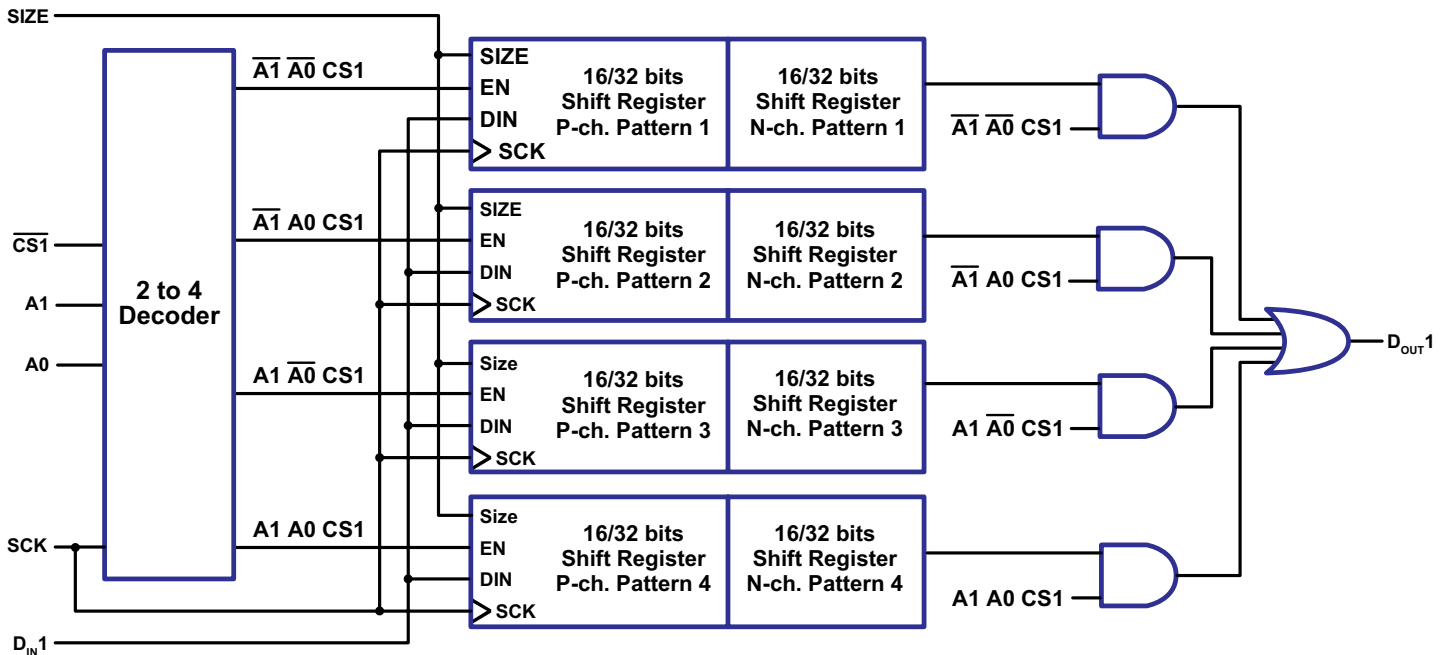 SIZE
2 to 4
Decoder
CS1
A1
A0
SCK
D_IN1
A1 A0 CS1
A1 A0 CS1
A1 A0 CS1
A1 A0 CS1
SIZE
EN
DIN
SCK
16/32 bits
Shift Register
P-ch. Pattern 1
16/32 bits
Shift Register
N-ch. Pattern 1
A1 A0 CS1
SIZE
EN
DIN
SCK
16/32 bits
Shift Register
P-ch. Pattern 2
16/32 bits
Shift Register
N-ch. Pattern 2
A1 A0 CS1
Size
EN
DIN
SCK
16/32 bits
Shift Register
P-ch. Pattern 3
16/32 bits
Shift Register
N-ch. Pattern 3
A1 A0 CS1
Size
EN
DIN
SCK
16/32 bits
Shift Register
P-ch. Pattern 4
16/32 bits
Shift Register
N-ch. Pattern 4
A1 A0 CS1
D_OUT1